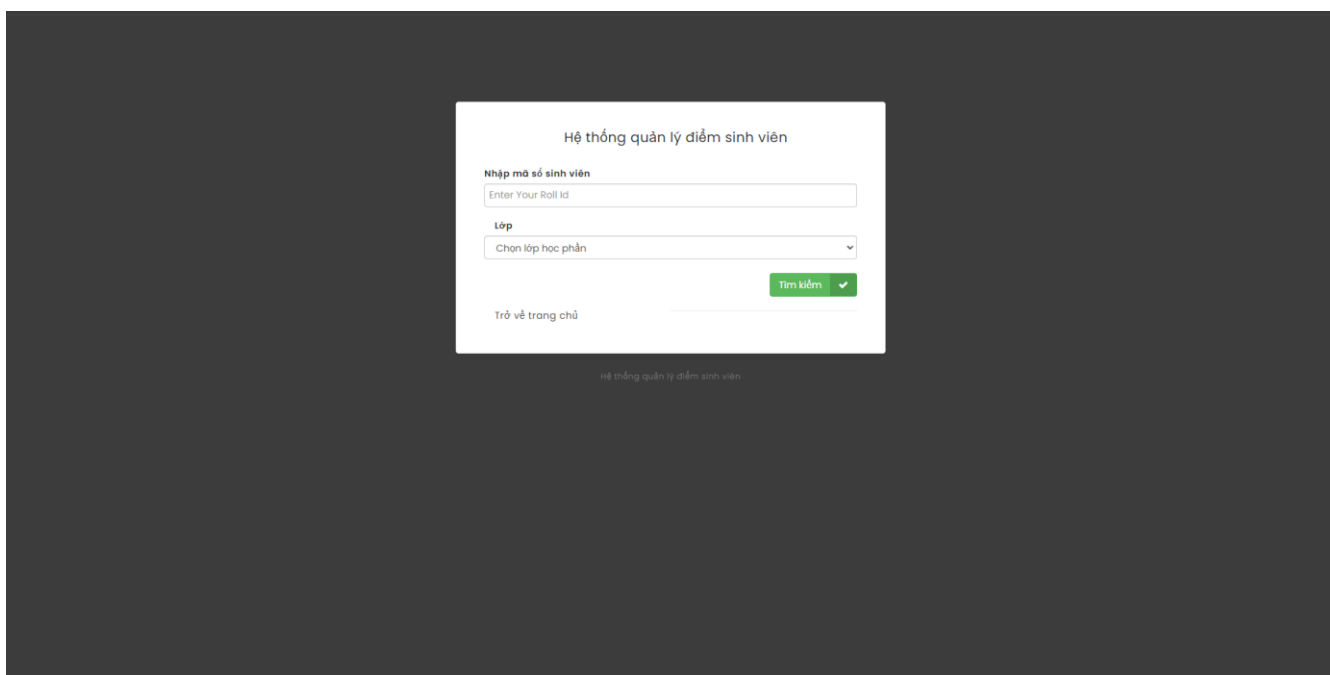 Hệ thống quản lý điểm sinh viên
Nhập mã số sinh viên
Enter Your Roll Id
Lớp
Chọn lớp học phần
Tìm kiếm
Trở về trang chủ
Hệ thống quản lý điểm sinh viên